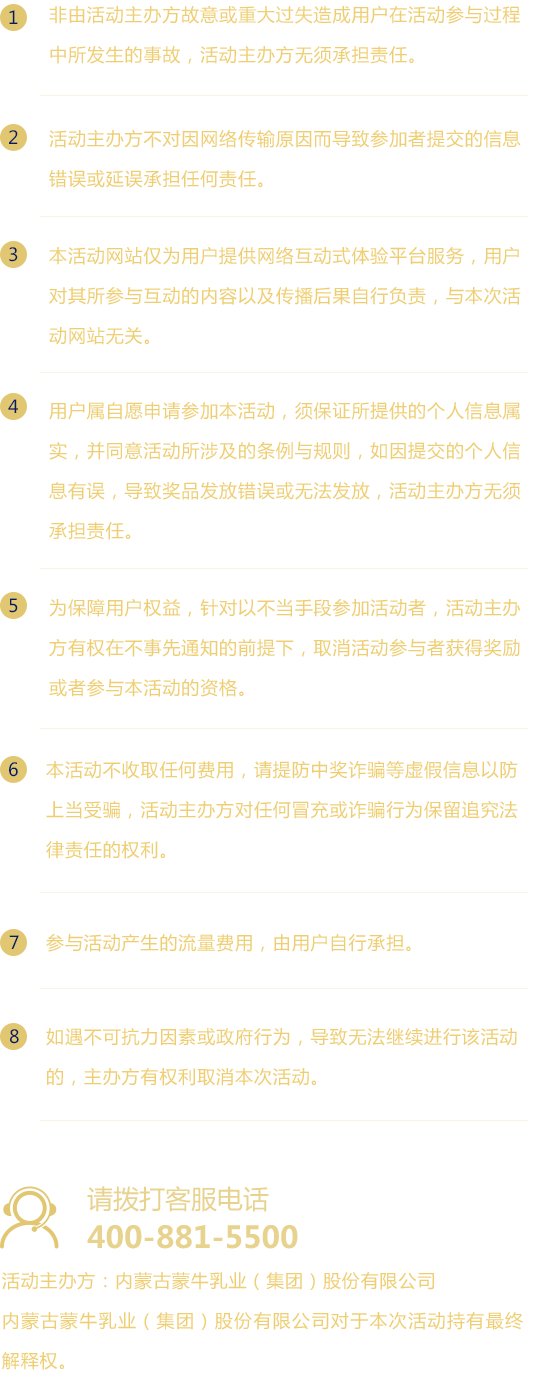 1 非由活动主办方故意或重大过失造成用户在活动参与过程
中所发生的事故，活动主办方无须承担责任。
2 活动主办方不对因网络传输原因而导致参加者提交的信息
错误或延误承担任何责任。
3 本活动网站仅为用户提供网络互动式体验平台服务，用户
对其所参与互动的内容以及传播后果自行负责，与本次活
动网站无关。
4 用户属自愿申请参加本活动，须保证所提供的个人信息属
实，并同意活动所涉及的条例与规则，如因提交的个人信
息有误，导致奖品发放错误或无法发放，活动主办方无须
承担责任。
5 为保障用户权益，针对以不当手段参加活动者，活动主办
方有权在不事先通知的前提下，取消活动参与者获得奖励
或者参与本活动的资格。
6 本活动不收取任何费用，请提防中奖诈骗等虚假信息以防
上当受骗，活动主办方对任何冒充或诈骗行为保留追究法
律责任的权利。
7 参与活动产生的流量费用，由用户自行承担。
8 如遇不可抗力因素或政府行为，导致无法继续进行该活动
的，主办方有权利取消本次活动。
请拨打客服电话
400-881-5500
活动主办方：内蒙古蒙牛乳业（集团）股份有限公司
内蒙古蒙牛乳业（集团）股份有限公司对于本次活动持有最终
解释权。